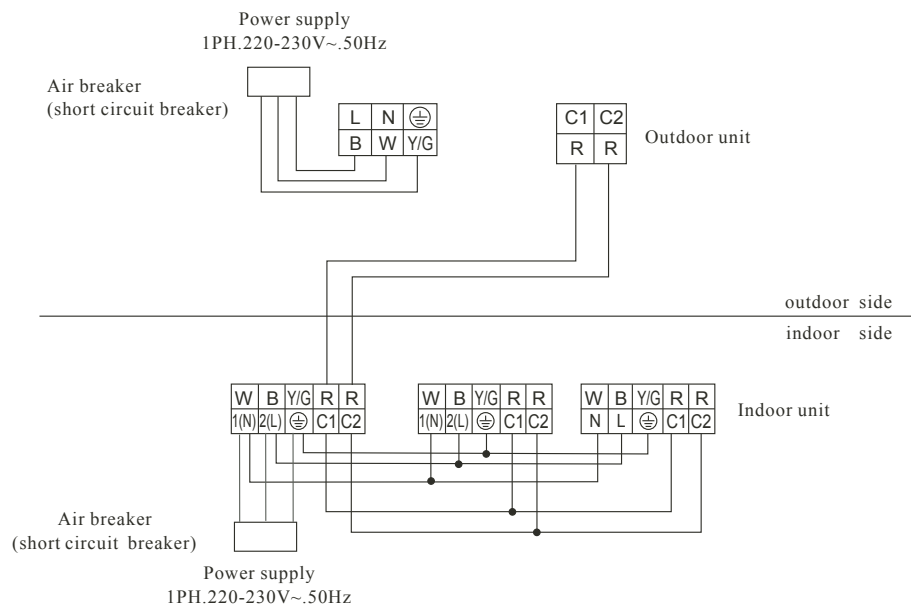 Power supply
1PH.220-230V~.50Hz
Air breaker
(short circuit breaker)
L N
B W Y/G
C1 C2
R R
Outdoor unit
outdoor side
indoor side
W B Y/G R R
1(N) 2(L) C1 C2
W B Y/G R R
1(N) 2(L) C1 C2
W B Y/G R R
N L C1 C2
Indoor unit
Air breaker
(short circuit breaker)
Power supply
1PH.220-230V~.50Hz